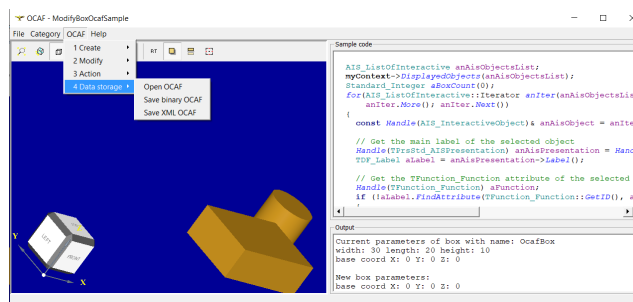 OCAF - ModifyBoxOcafSample
File Category OCAF Help
1 Create
2 Modify
3 Action
4 Data storage
Open OCAF
Save binary OCAF
Save XML OCAF
RT
LEFT
FRONT
Y
X
Sample code
AIS_ListOfInteractive anAisObjectsList;
myContext->DisplayedObjects(anAisObjectsList);
Standard_Integer aBoxCount(0);
for(AIS_ListOfInteractive::Iterator anIter(anAisObjectsLis
anIter.More(); anIter.Next())
{
const Handle(AIS_InteractiveObject)& anAisObject = anIte
// Get the main label of the selected object
Handle(TPrsStd_AISPresentation) anAisPresentation = Hand
TDF_Label aLabel = anAisPresentation->Label();
// Get the TFunction_Function attribute of the selected
Handle(TFunction_Function) aFunction;
if (!aLabel.FindAttribute(TFunction_Function::GetID(), a
Output
Current parameters of box with name: OcafBox
width: 30 length: 20 height: 10
base coord X: 0 Y: 0 Z: 0
New box parameters:
base coord X: 0 Y: 0 Z: 0